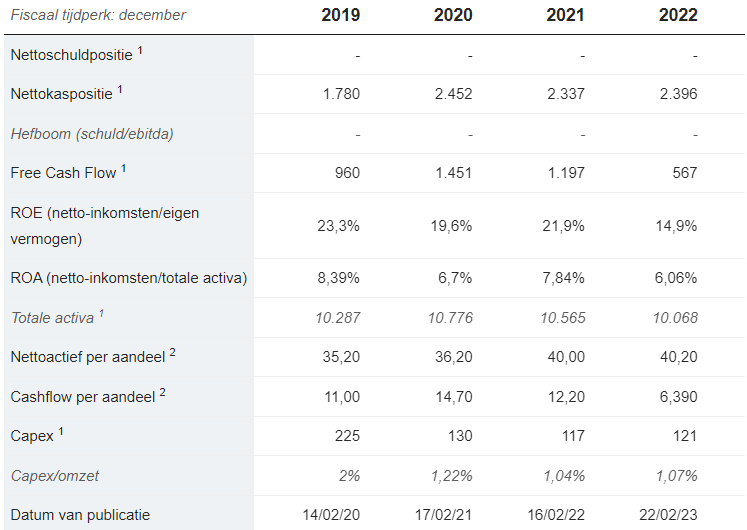 Fiscaal tijdperk: december 2019 2020 2021 2022
Nettoschuldpositie 1 - - - -
Nettokaspositie 1 1.780 2.452 2.337 2.396
Hefboom (schuld/ebitda) - - - -
Free Cash Flow 1 960 1.451 1.197 567
ROE (netto-inkomsten/eigen
vermogen) 23,3% 19,6% 21,9% 14,9%
ROA (netto-inkomsten/totale activa) 8,39% 6,7% 7,84% 6,06%
Totale activa 1 10.287 10.776 10.565 10.068
Nettoactief per aandeel 2 35,20 36,20 40,00 40,20
Cashflow per aandeel 2 11,00 14,70 12,20 6,390
Capex 1 225 130 117 121
Capex/omzet 2% 1,22% 1,04% 1,07%
Datum van publicatie 14/02/20 17/02/21 16/02/22 22/02/23